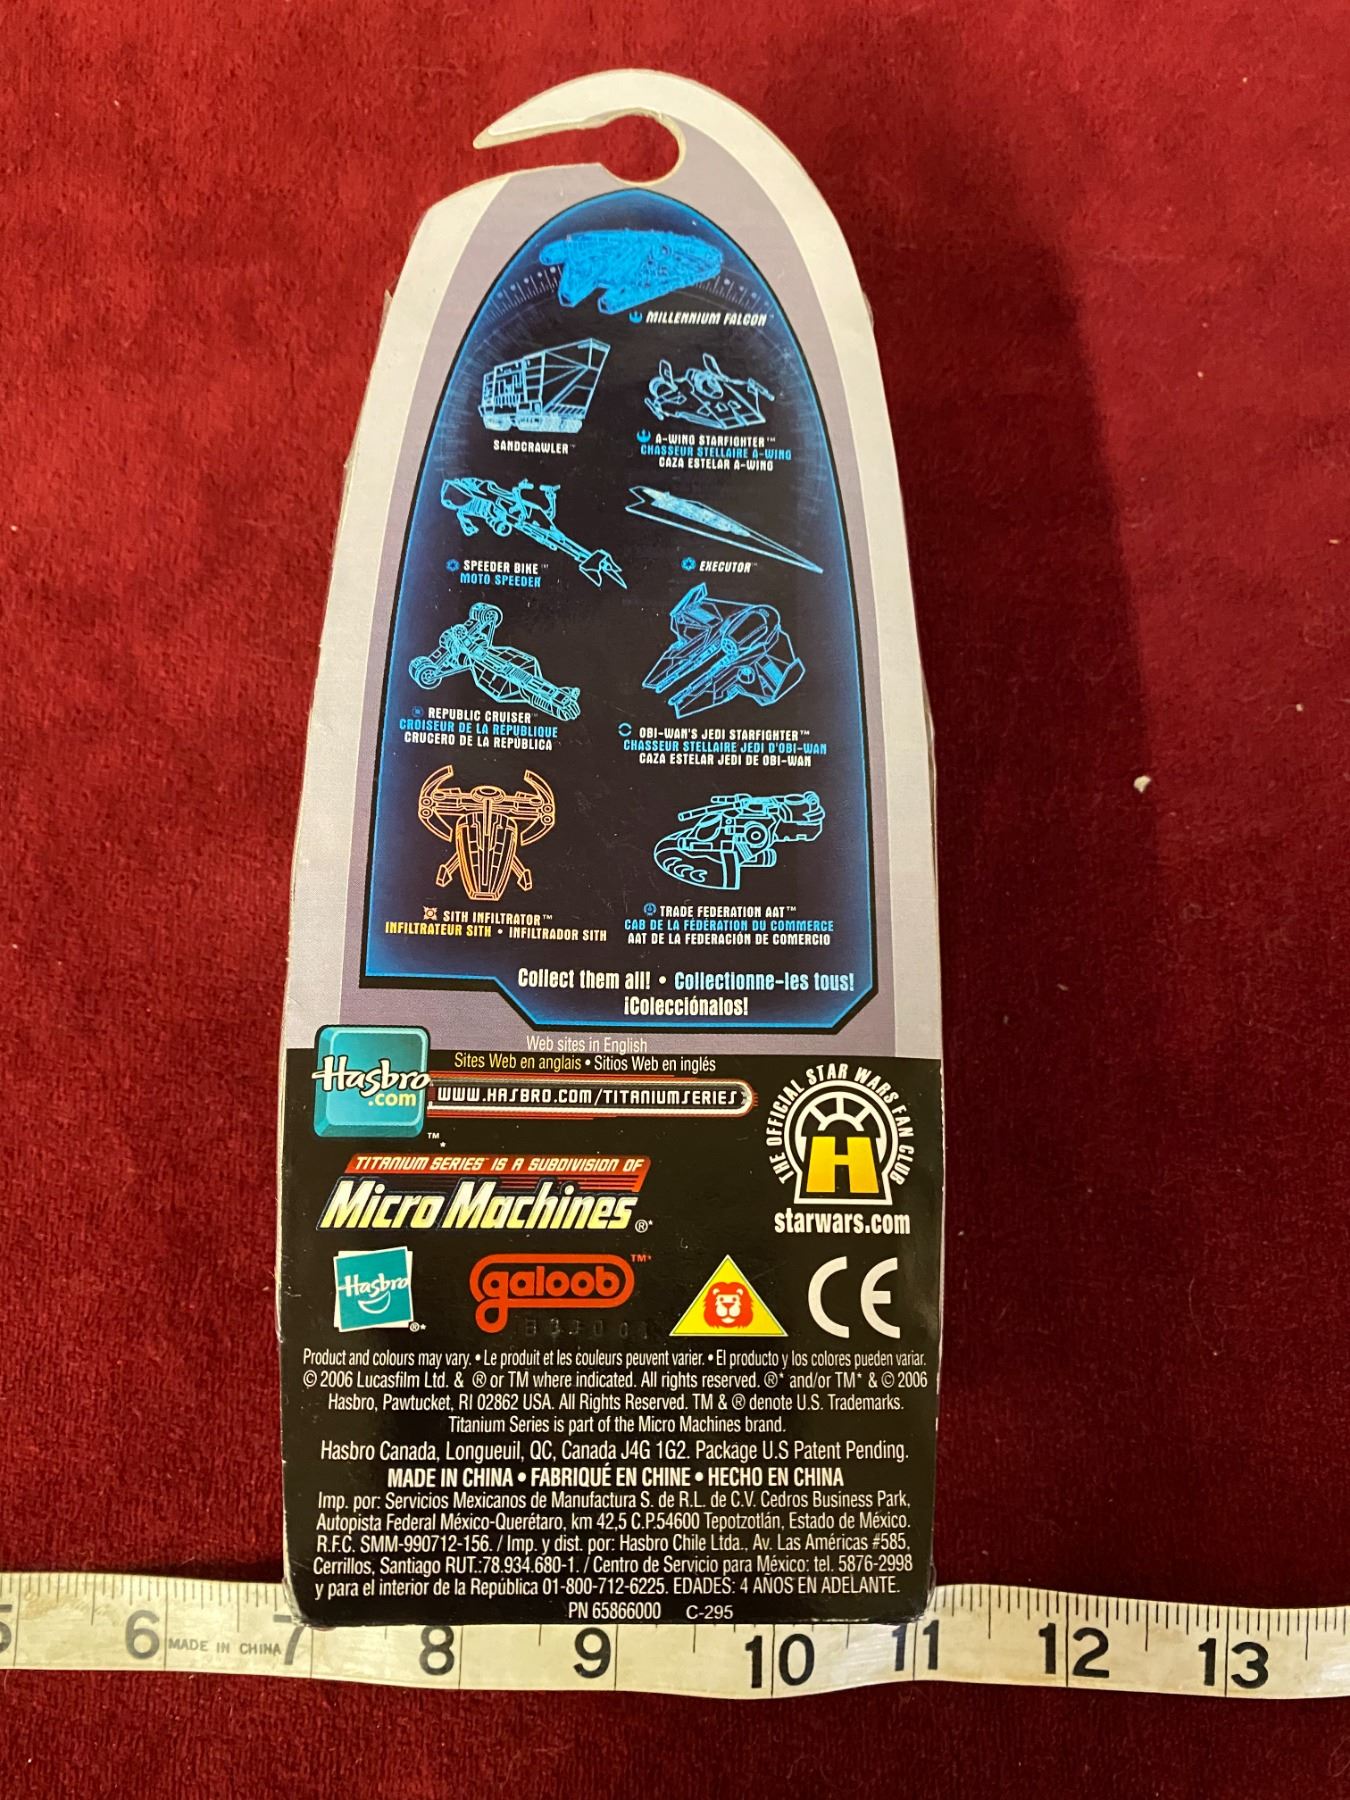 MILLENNIUM FALCON™
SANDCRAWLER™
A-WING STARFIGHTER™
CHASSEUR STELLAIRE A-WING
CAZA ESTELAR A-WING
SPEEDER BIKE™
MOTO SPEEDER
EXECUTOR™
REPUBLIC CRUISER™
CROISEUR DE LA RÉPUBLIQUE
CRUCERO DE LA REPÚBLICA
OBI-WAN'S JEDI STARFIGHTER™
CHASSEUR STELLAIRE JEDI D'OBI-WAN
CAZA ESTELAR JEDI DE OBI-WAN
SITH INFILTRATOR™
INFILTRATEUR SITH • INFILTRADOR SITH
TRADE FEDERATION AAT™
CAB DE LA FÉDÉRATION DU COMMERCE
AAT DE LA FEDERACIÓN DE COMERCIO
Collect them all! • Collectionne-les tous!
¡Colecciónalos!
Web sites in English
Sites Web en anglais • Sitios Web en inglés
Hasbro
.com
™*
WWW.HASBRO.COM/TITANIUMSERIES
THE OFFICIAL STAR WARS FAN CLUB
H
starwars.com
TITANIUM SERIES™ IS A SUBDIVISION OF
Micro Machines®*
Hasbro ®*
galoob™*
CE
Product and colours may vary. • Le produit et les couleurs peuvent varier. • El producto y los colores pueden variar.
© 2006 Lucasfilm Ltd. & ® or TM where indicated. All rights reserved. ®* and/or TM* & © 2006
Hasbro, Pawtucket, RI 02862 USA. All Rights Reserved. TM & ® denote U.S. Trademarks.
Titanium Series is part of the Micro Machines brand.
Hasbro Canada, Longueuil, QC, Canada J4G 1G2. Package U.S Patent Pending.
MADE IN CHINA • FABRIQUÉ EN CHINE • HECHO EN CHINA
Imp. por: Servicios Mexicanos de Manufactura S. de R.L. de C.V. Cedros Business Park,
Autopista Federal México-Querétaro, km 42,5 C.P.54600 Tepotzotlán, Estado de México.
R.F.C. SMM-990712-156. / Imp. y dist. por: Hasbro Chile Ltda., Av. Las Américas #585,
Cerrillos, Santiago RUT.:78.934.680-1. / Centro de Servicio para México: tel. 5876-2998
y para el interior de la República 01-800-712-6225. EDADES: 4 AÑOS EN ADELANTE.
PN 65866000 C-295
5 6 MADE IN CHINA 7 8 9 10 11 12 13